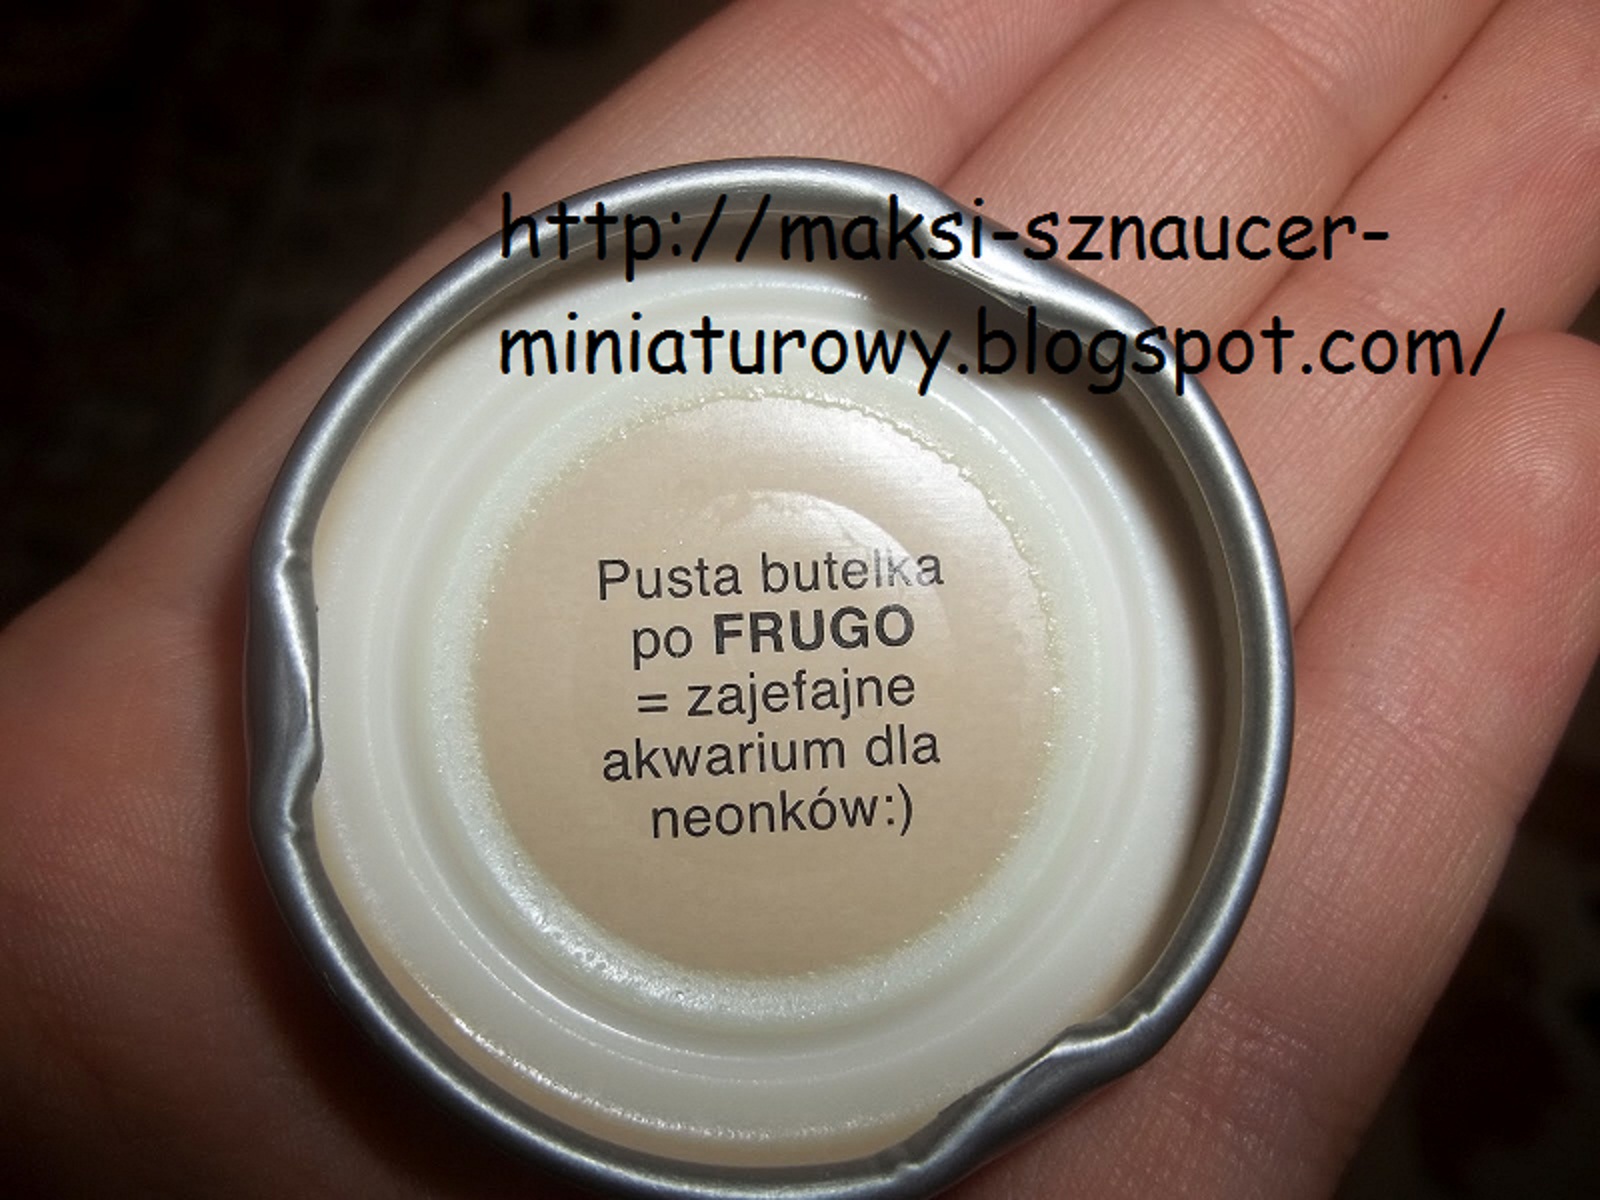 http://maksi-sznaucer-
miniaturowy.blogspot.com/
Pusta butelka
po FRUGO
= zajefajne
akwarium dla
neonków:)